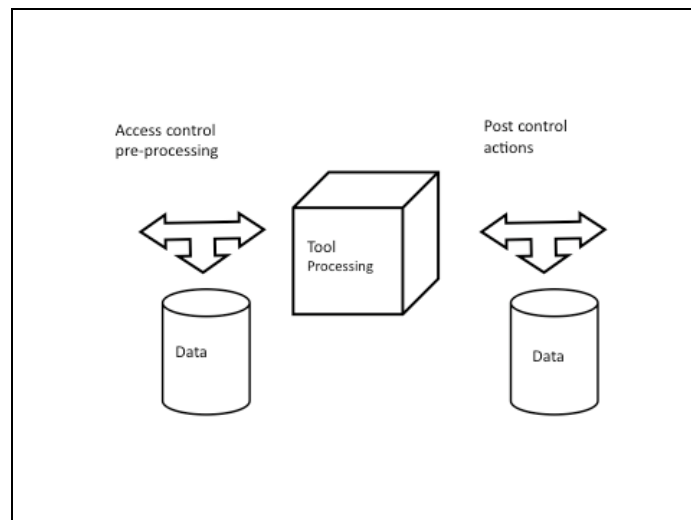 Access control
pre-processing
Post control
actions
Tool
Processing
Data
Data